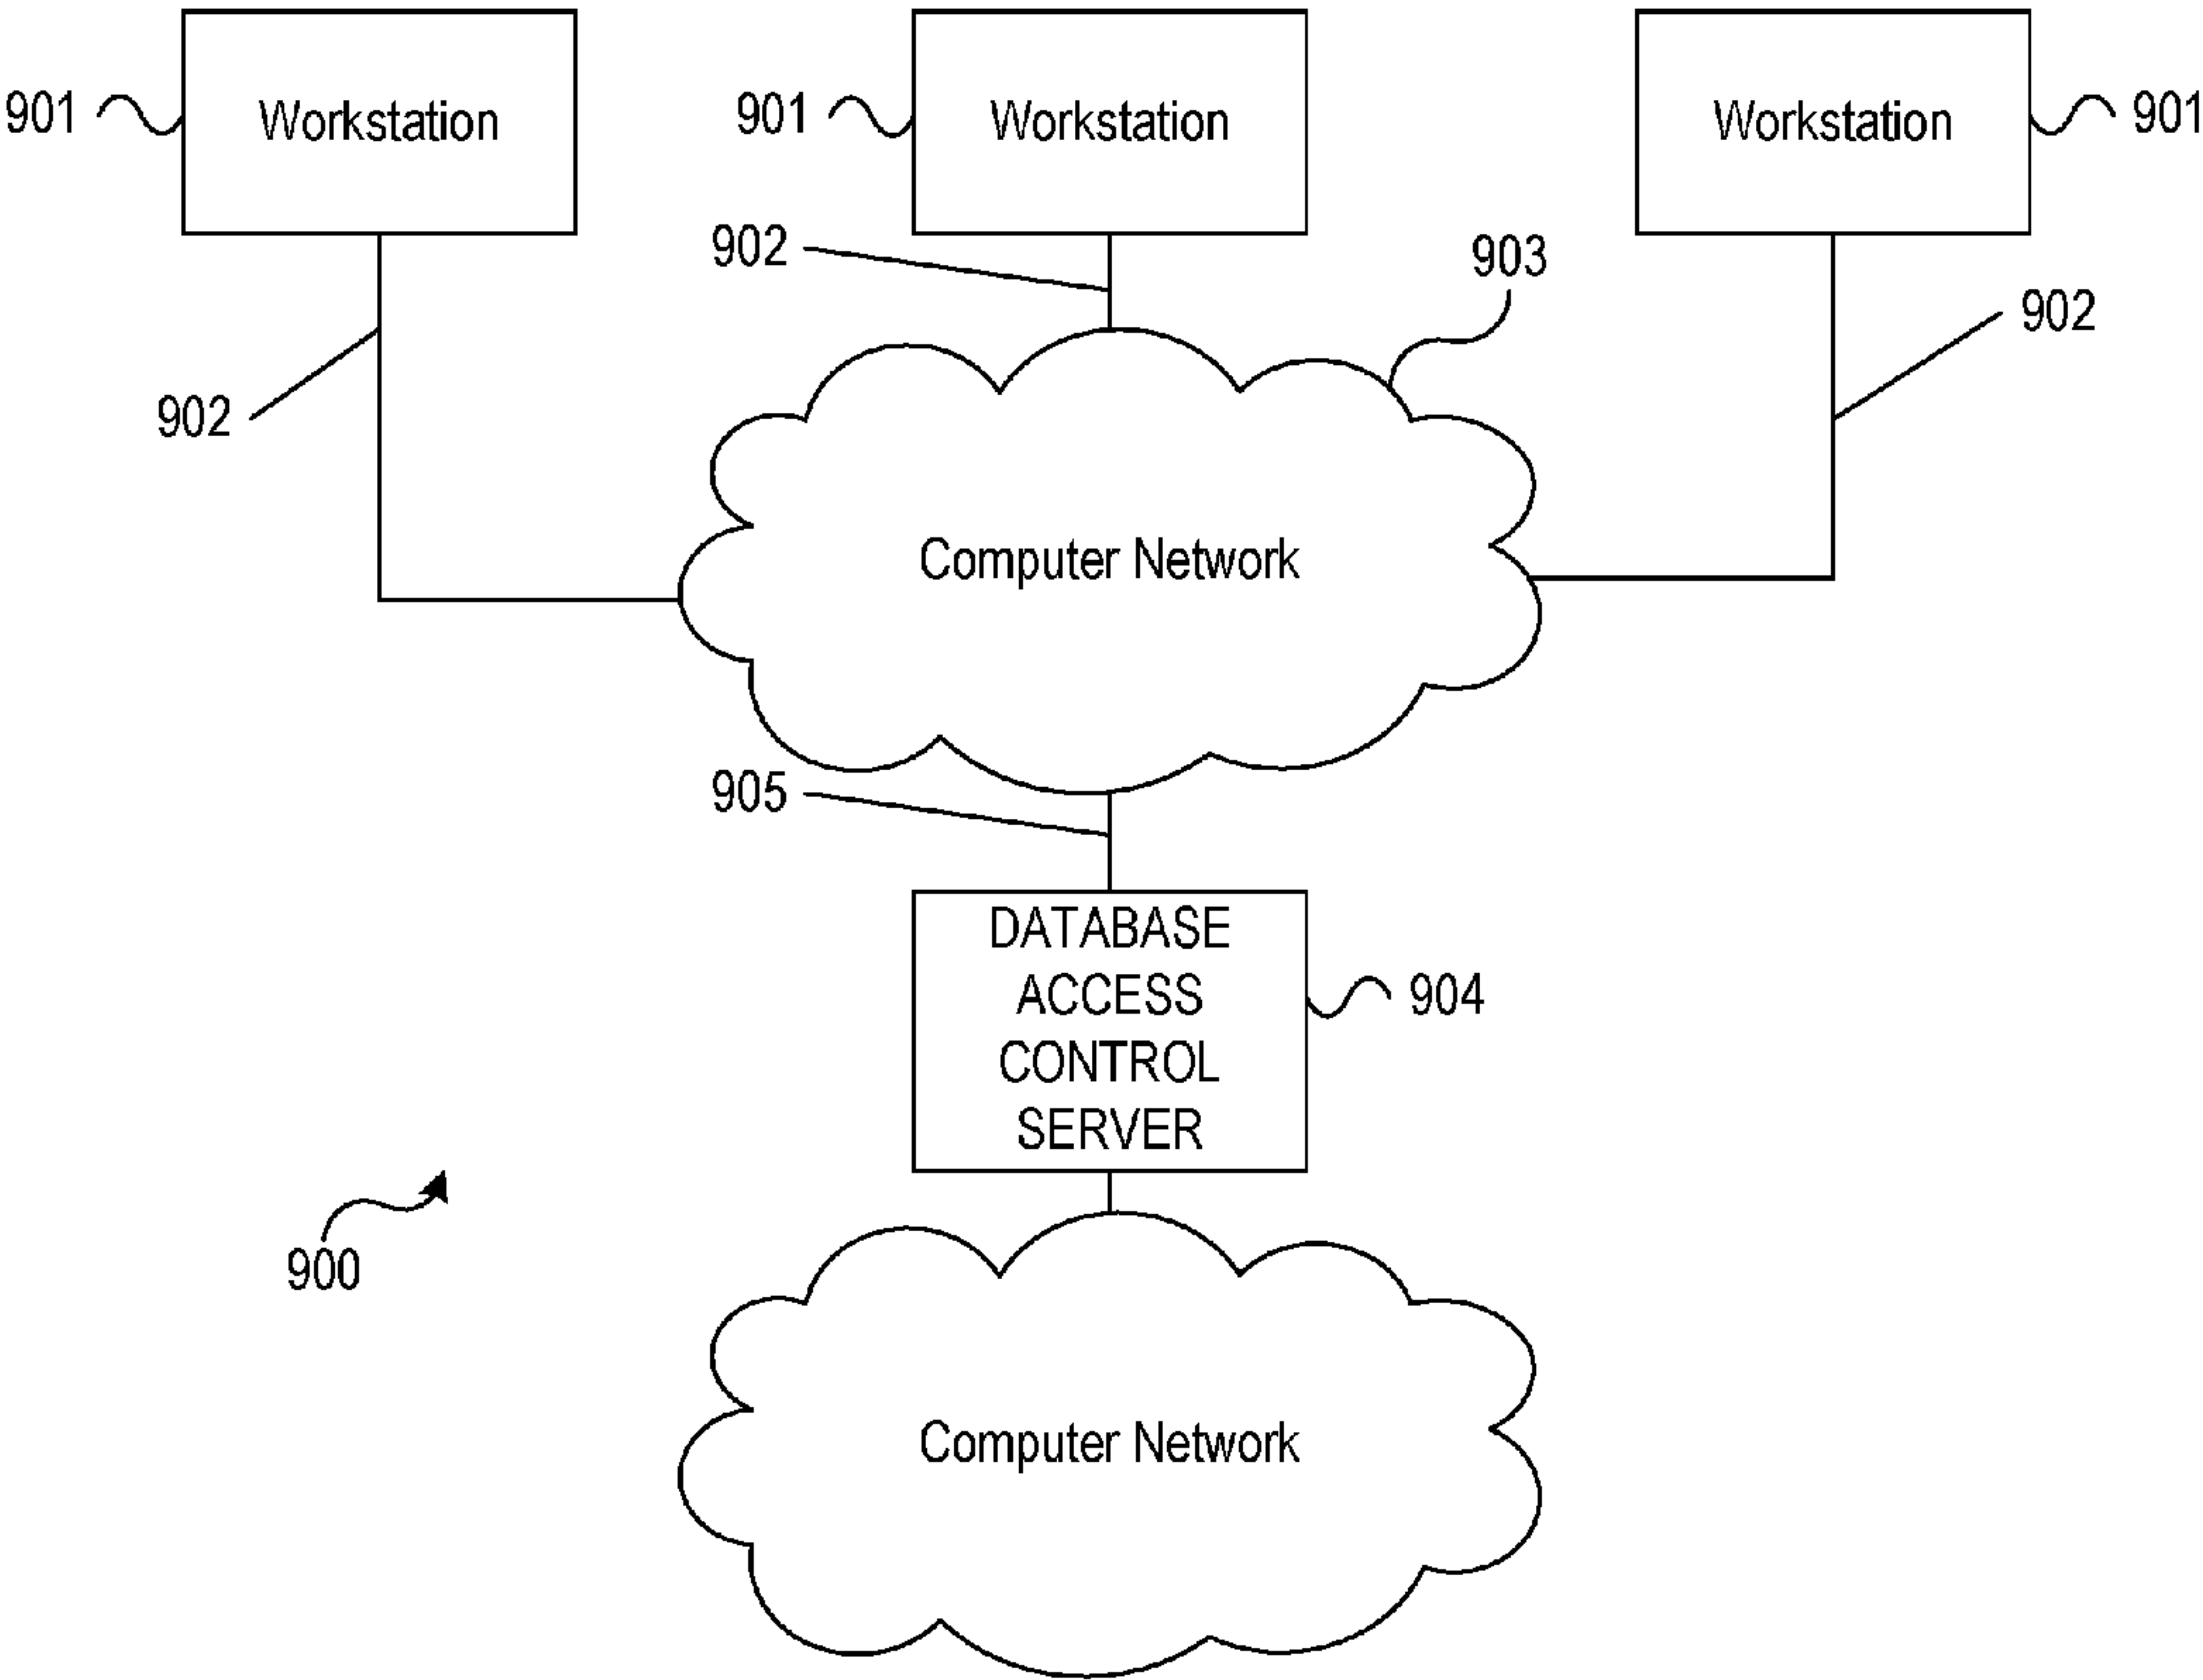 901
Workstation
901
Workstation
Workstation
901
902
903
902
902
Computer Network
905
DATABASE
ACCESS
CONTROL
SERVER
904
900
Computer Network